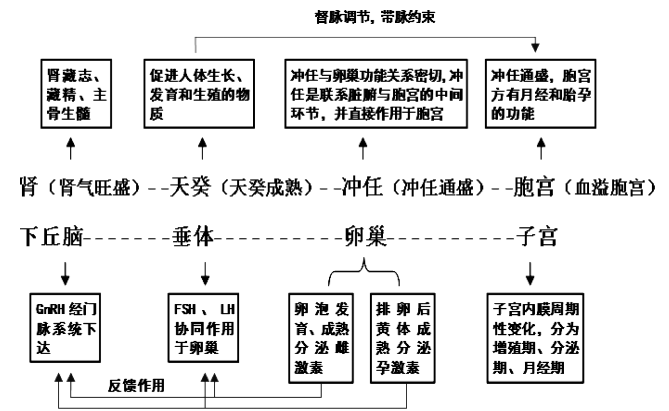 督脉调节，带脉约束
肾藏志、
藏精、主
骨生髓
促进人体生长、
发育和生殖的物
质
冲任与卵巢功能关系密切，冲
任是联系脏腑与胞宫的中间
环节，并直接作用于胞宫
冲任通盛，胞宫
方有月经和胎孕
的功能
肾（肾气旺盛）--天癸（天癸成熟）--冲任（冲任通盛）--胞宫（血溢胞宫）
下丘脑--------垂体----------卵巢----------子宫
GnRH 经门
脉系统下
达
FSH、LH
协同作用
于卵巢
卵泡发
育、成熟
分泌雌
激素
排卵后
黄体成
熟分泌
孕激素
子宫内膜周期
性变化，分为
增殖期、分泌
期、月经期
反馈作用